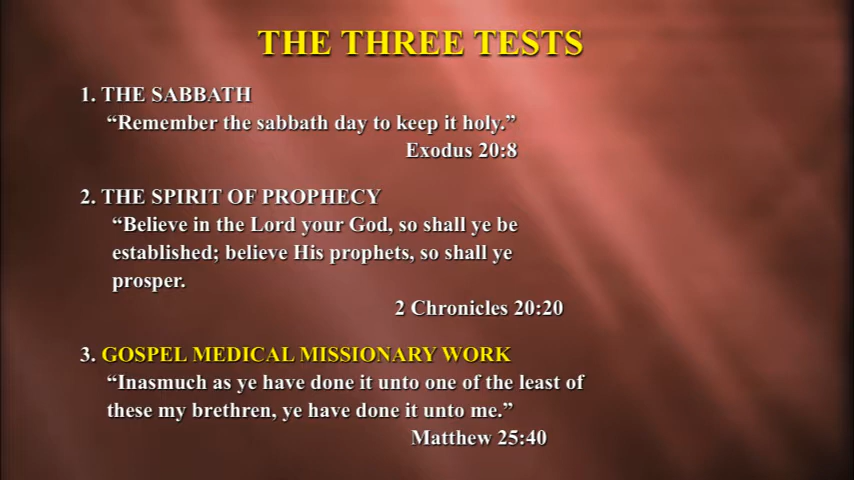 THE THREE TESTS
1. THE SABBATH
“Remember the sabbath day to keep it holy.”
Exodus 20:8
2. THE SPIRIT OF PROPHECY
“Believe in the Lord your God, so shall ye be
established; believe His prophets, so shall ye
prosper.
2 Chronicles 20:20
3. GOSPEL MEDICAL MISSIONARY WORK
“Inasmuch as ye have done it unto one of the least of
these my brethren, ye have done it unto me.”
Matthew 25:40